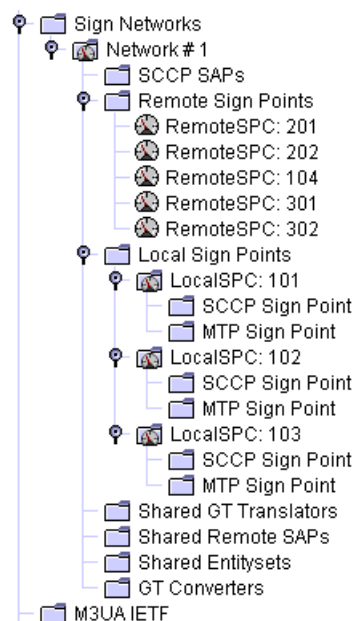 Sign Networks
Network # 1
SCCP SAPs
Remote Sign Points
RemoteSPC: 201
RemoteSPC: 202
RemoteSPC: 104
RemoteSPC: 301
RemoteSPC: 302
Local Sign Points
LocalSPC: 101
SCCP Sign Point
MTP Sign Point
LocalSPC: 102
SCCP Sign Point
MTP Sign Point
LocalSPC: 103
SCCP Sign Point
MTP Sign Point
Shared GT Translators
Shared Remote SAPs
Shared Entitysets
GT Converters
M3UA IETF